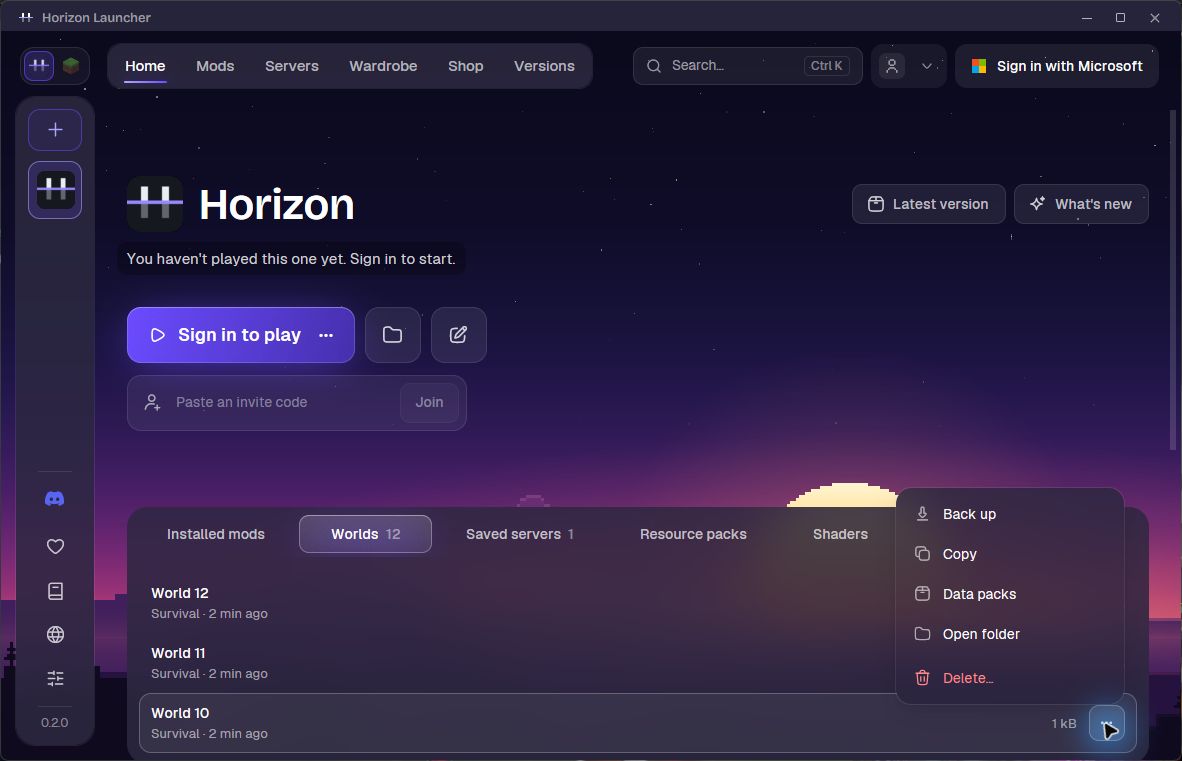 Horizon Launcher
Home Mods Servers Wardrobe Shop Versions
Search... Ctrl K
Sign in with Microsoft
Horizon
Latest version What's new
You haven't played this one yet. Sign in to start.
Sign in to play ...
Paste an invite code Join
Installed mods Worlds 12 Saved servers 1 Resource packs Shaders
World 12
Survival · 2 min ago
World 11
Survival · 2 min ago
World 10
Survival · 2 min ago
1 kB
Back up
Copy
Data packs
Open folder
Delete...
0.2.0